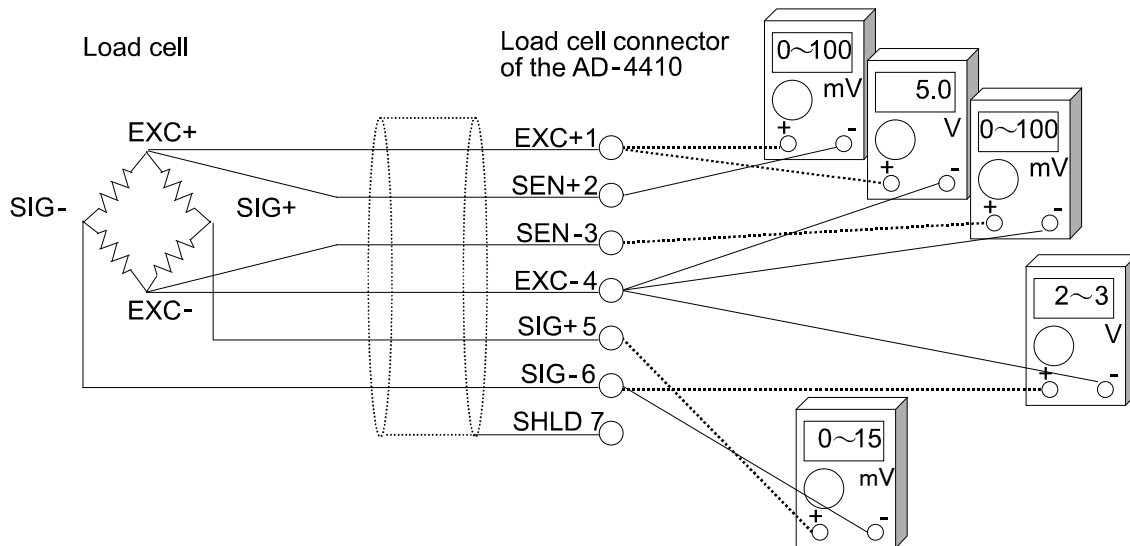 Load cell
Load cell connector
of the AD-4410
0~100
mV
+
-
5.0
V
+
-
0~100
mV
+
-
EXC+
SIG-
SIG+
EXC-
EXC+1
SEN+2
SEN-3
EXC-4
SIG+5
SIG-6
SHLD 7
2~3
V
+
-
0~15
mV
+
-